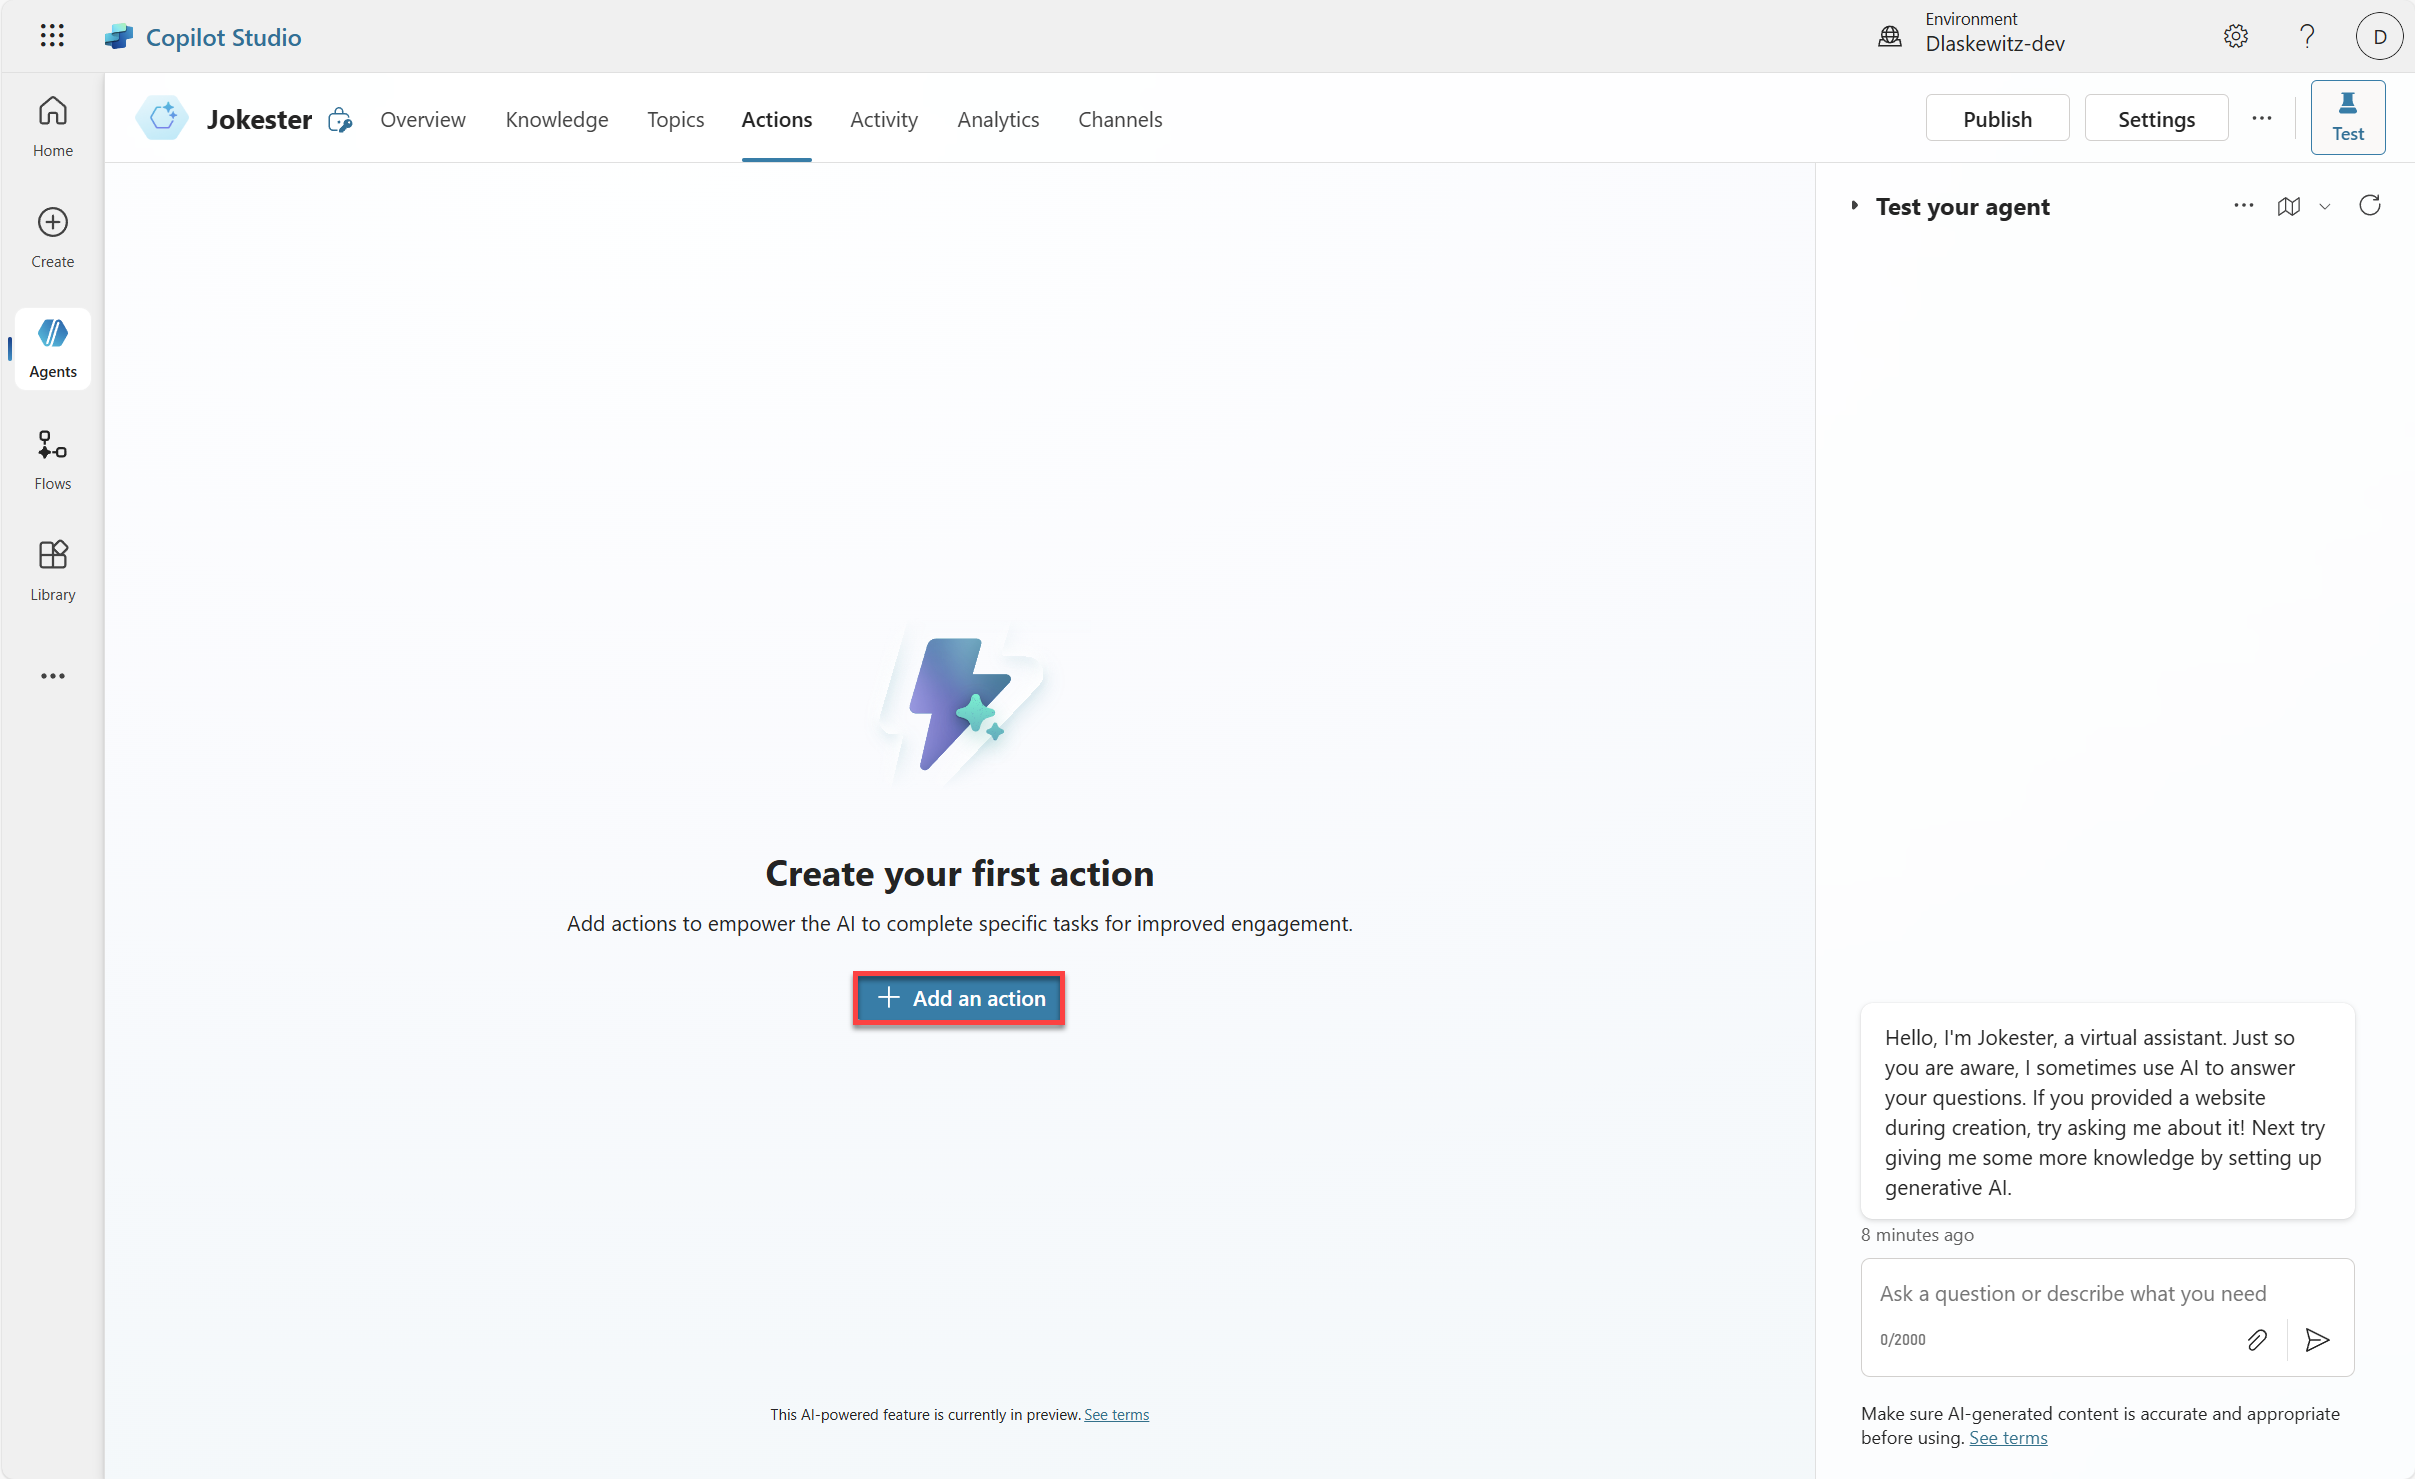 Copilot Studio
Environment
Dlaskewitz-dev
D
Home
Create
Agents
Flows
Library
Jokester
Overview
Knowledge
Topics
Actions
Activity
Analytics
Channels
Publish
Settings
Test
Create your first action
Add actions to empower the AI to complete specific tasks for improved engagement.
Add an action
This AI-powered feature is currently in preview. See terms
Test your agent
Hello, I'm Jokester, a virtual assistant. Just so
you are aware, I sometimes use AI to answer
your questions. If you provided a website
during creation, try asking me about it! Next try
giving me some more knowledge by setting up
generative AI.
8 minutes ago
Ask a question or describe what you need
0/2000
Make sure AI-generated content is accurate and appropriate
before using. See terms